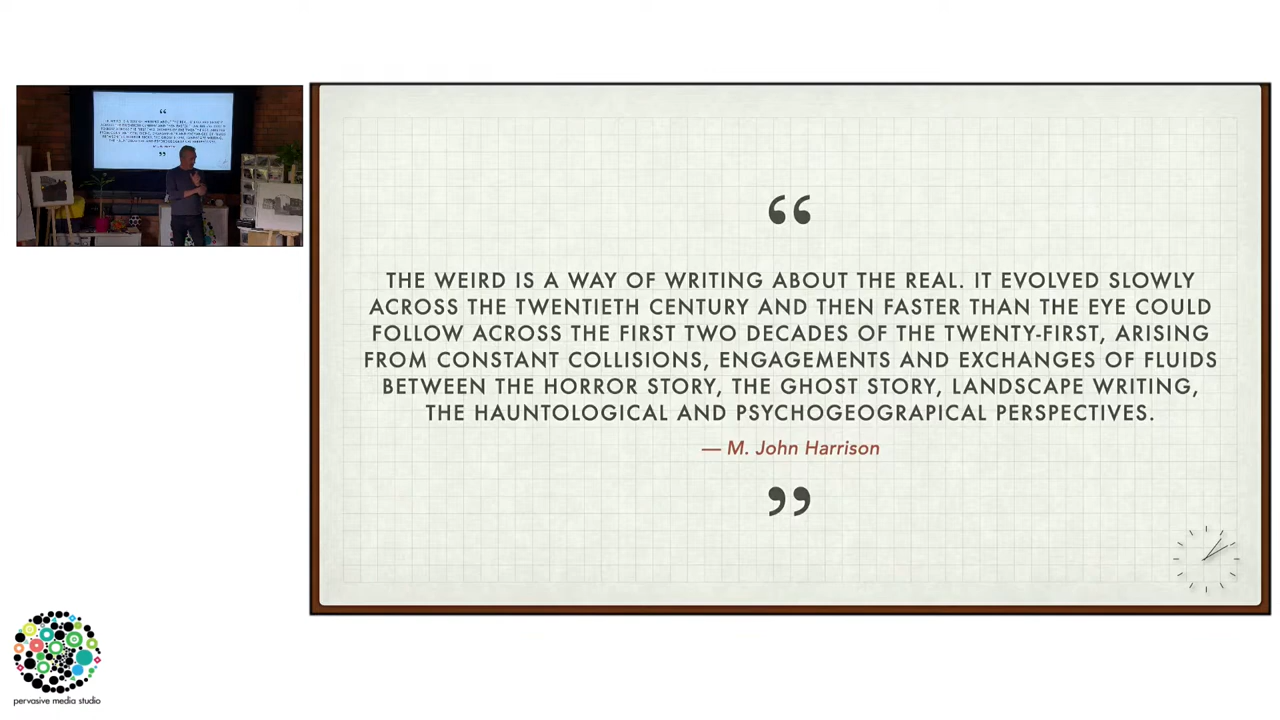 “
THE WEIRD IS A WAY OF WRITING ABOUT THE REAL. IT EVOLVED SLOWLY
ACROSS THE TWENTIETH CENTURY AND THEN FASTER THAN THE EYE COULD
FOLLOW ACROSS THE FIRST TWO DECADES OF THE TWENTY-FIRST, ARISING
FROM CONSTANT COLLISIONS, ENGAGEMENTS AND EXCHANGES OF FLUIDS
BETWEEN THE HORROR STORY, THE GHOST STORY, LANDSCAPE WRITING,
THE HAUNTOLOGICAL AND PSYCHOGEOGRAPICAL PERSPECTIVES.
— M. John Harrison
”
pervasive media studio